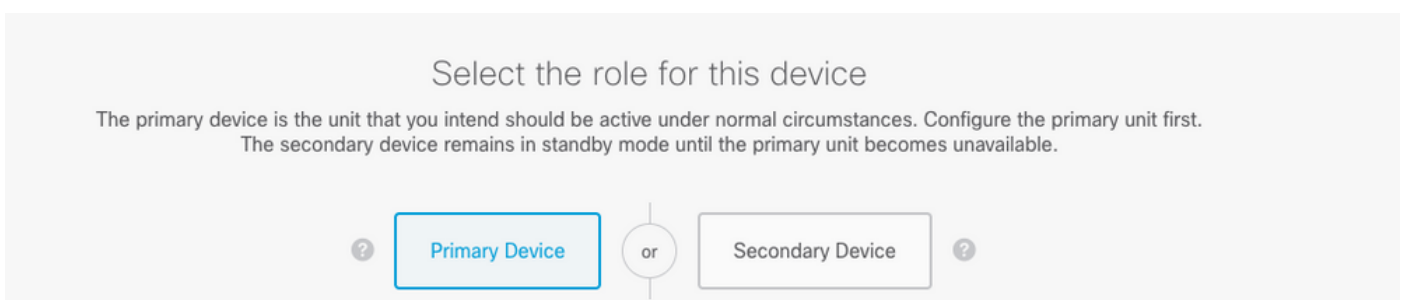 Select the role for this device
The primary device is the unit that you intend should be active under normal circumstances. Configure the primary unit first.
The secondary device remains in standby mode until the primary unit becomes unavailable.
? Primary Device or Secondary Device ?